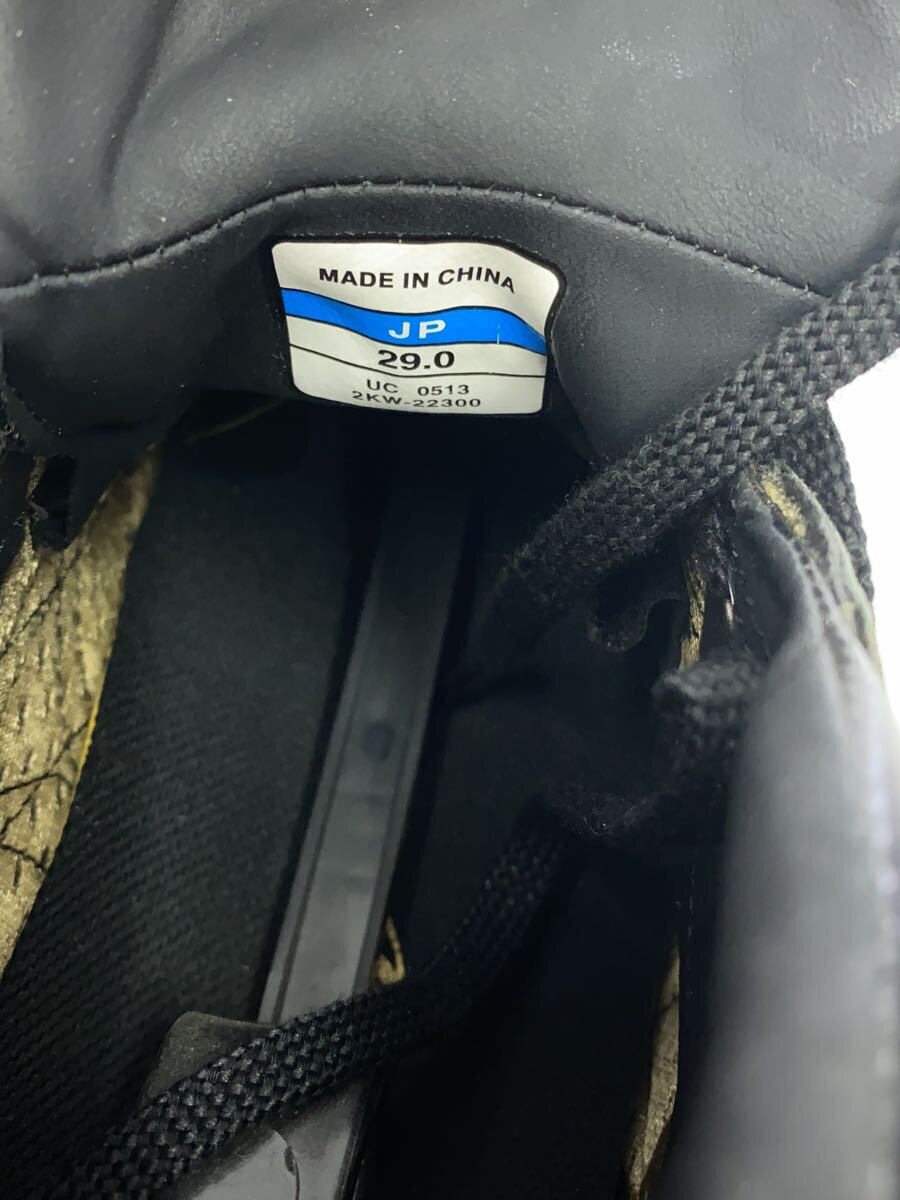 MADE IN CHINA
JP
29.0
UC 0513
2KW-22300